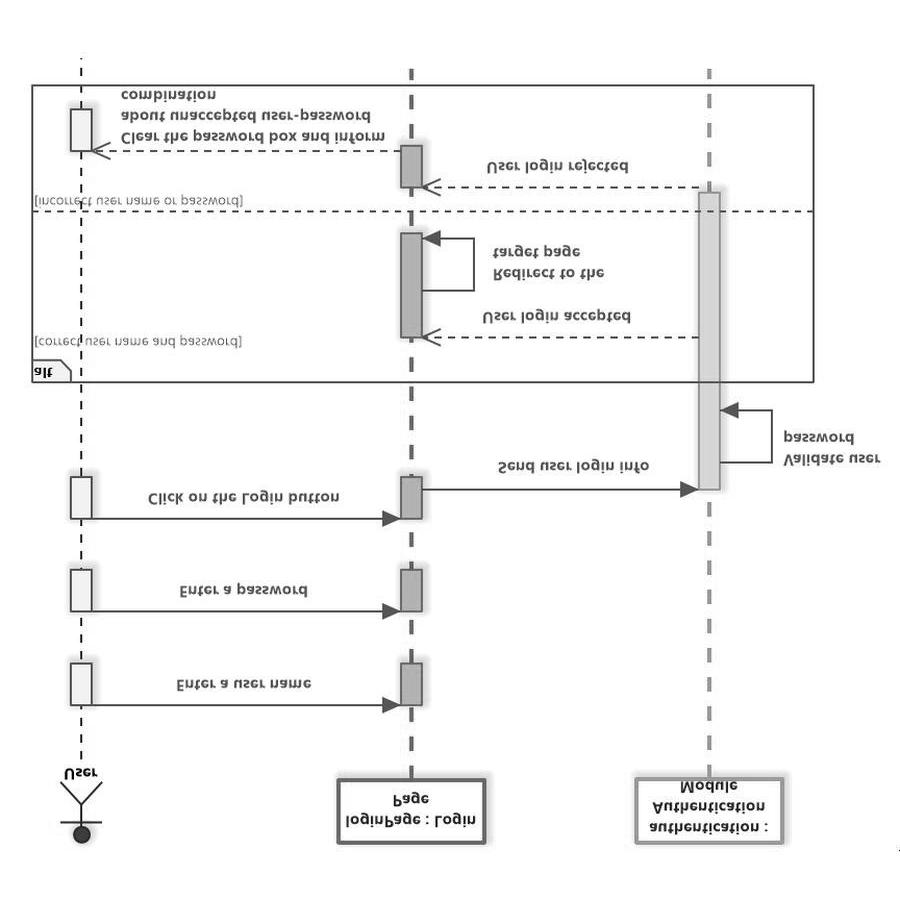 User
loginPage : Login
Page
authentication :
Authentication
Module
Enter a user name
Enter a password
Click on the Login button
Send user login info
Validate user
password
alt
[correct user name and password]
User login accepted
Redirect to the
target page
[incorrect user name or password]
User login rejected
Clear the password box and inform
about unaccepted user-password
combination